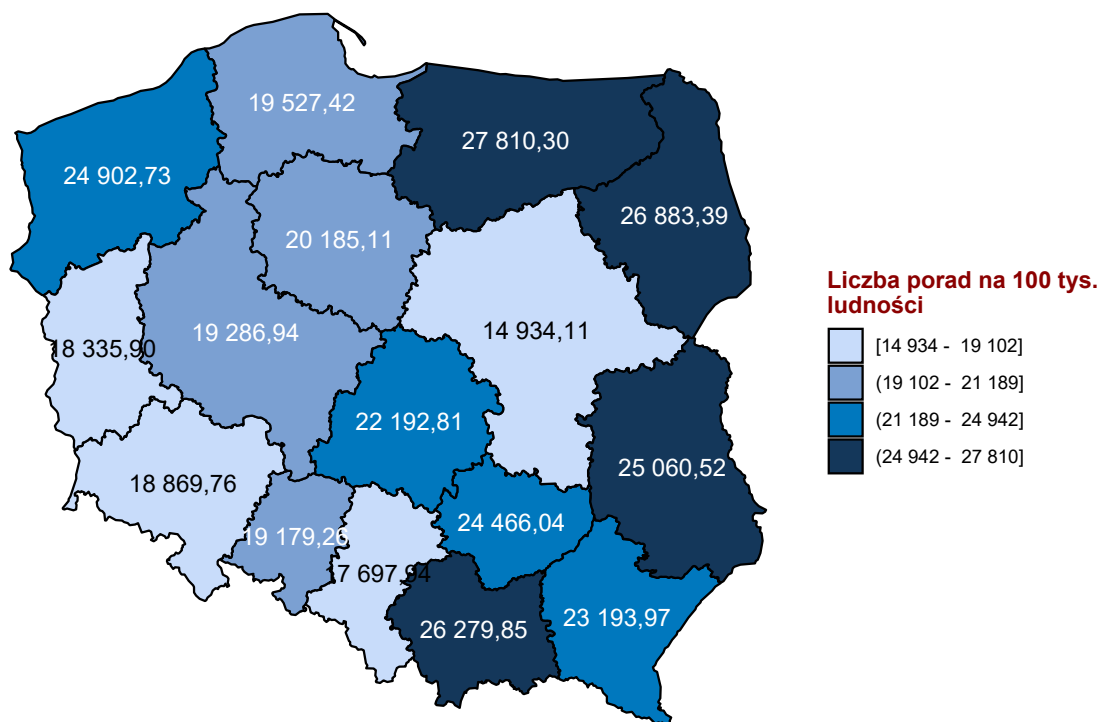 19 527,42
27 810,30
24 902,73
26 883,39
20 185,11
Liczba porad na 100 tys.
ludności
19 286,94
14 934,11
18 335,90
[14 934 - 19 102]
(19 102 - 21 189]
22 192,81
(21 189 - 24 942]
(24 942 - 27 810]
25 060,52
18 869,76
24 466,04
19 179,26
17 697,94
23 193,97
26 279,85